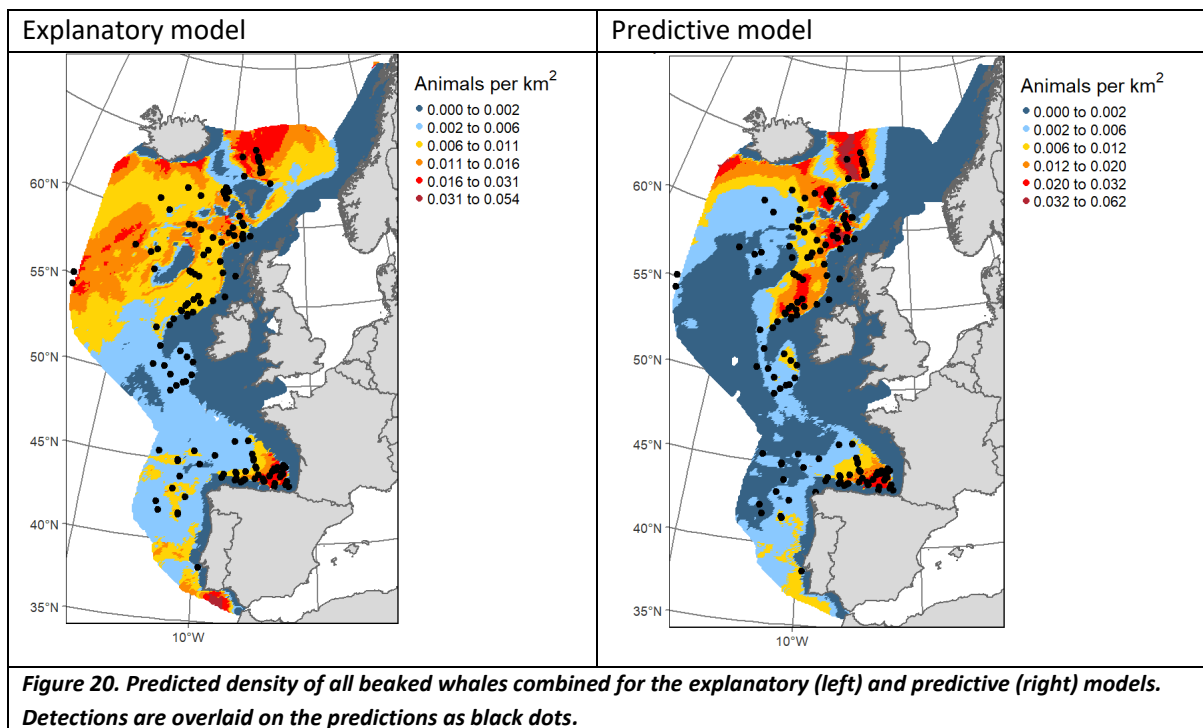 Explanatory model
Predictive model
Animals per km²
0.000 to 0.002
0.002 to 0.006
0.006 to 0.011
0.011 to 0.016
0.016 to 0.031
0.031 to 0.054
60°N
55°N
50°N
45°N
40°N
35°N
10°W
Animals per km²
0.000 to 0.002
0.002 to 0.006
0.006 to 0.012
0.012 to 0.020
0.020 to 0.032
0.032 to 0.062
60°N
55°N
50°N
45°N
40°N
35°N
10°W
Figure 20. Predicted density of all beaked whales combined for the explanatory (left) and predictive (right) models.
Detections are overlaid on the predictions as black dots.